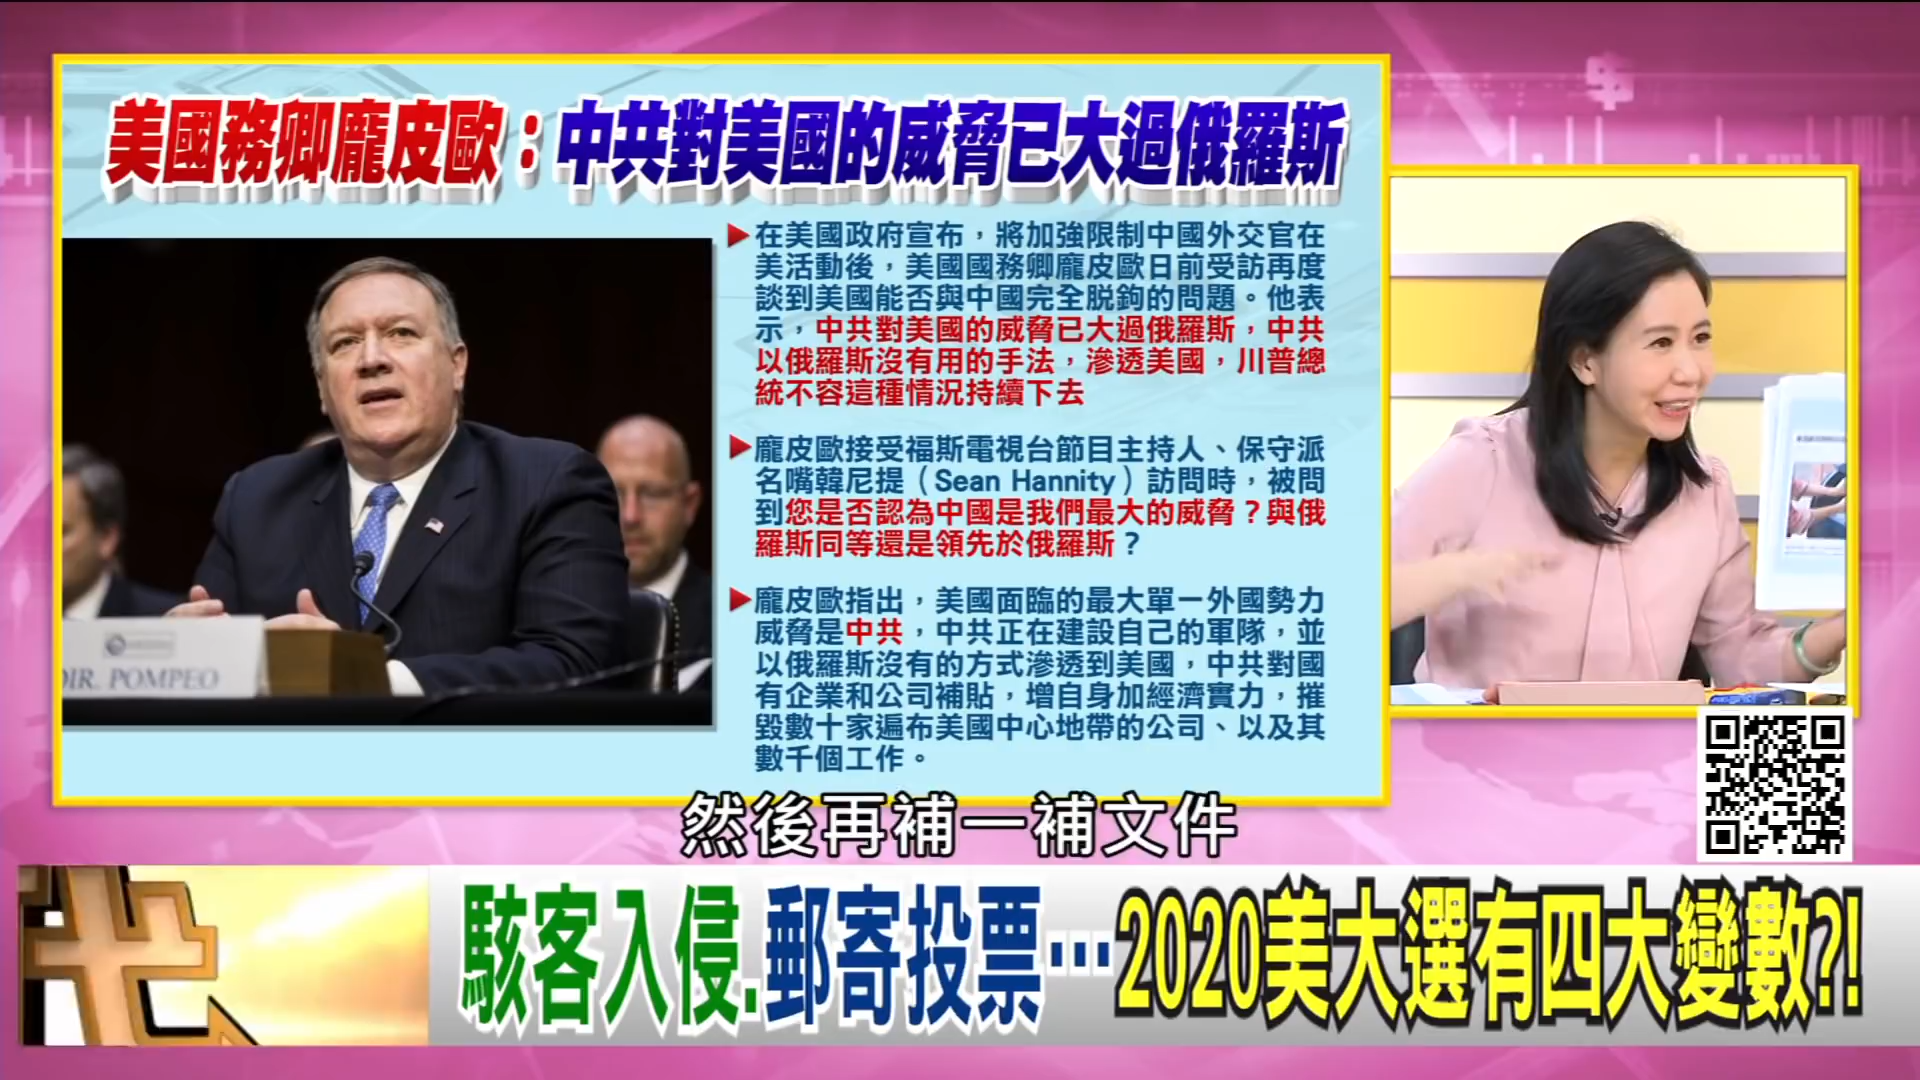 美國務卿龐皮歐：中共對美國的威脅已大過俄羅斯
在美國政府宣布，將加強限制中國外交官在
美活動後，美國國務卿龐皮歐日前受訪再度
談到美國能否與中國完全脱鉤的問題。他表
示，中共對美國的威脅已大過俄羅斯，中共
以俄羅斯沒有用的手法，滲透美國，川普總
統不容這種情況持續下去
龐皮歐接受福斯電視台節目主持人、保守派
名嘴韓尼提（Sean Hannity）訪問時，被問
到您是否認為中國是我們最大的威脅？與俄
羅斯同等還是領先於俄羅斯？
龐皮歐指出，美國面臨的最大單一外國勢力
威脅是中共，中共正在建設自己的軍隊，並
以俄羅斯沒有的方式滲透到美國，中共對國
有企業和公司補貼，增自身加經濟實力，摧
毀數十家遍布美國中心地帶的公司、以及其
數千個工作。
DIR. POMPEO
然後再補一補文件
駭客入侵.郵寄投票…2020美大選有四大變數?!